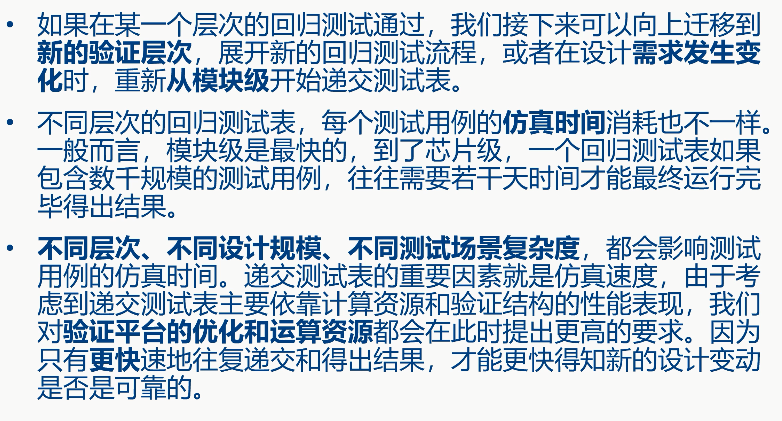 • 如果在某一个层次的回归测试通过，我们接下来可以向上迁移到
新的验证层次，展开新的回归测试流程，或者在设计需求发生变
化时，重新从模块级开始递交测试表。
• 不同层次的回归测试表，每个测试用例的仿真时间消耗也不一样。
一般而言，模块级是最快的，到了芯片级，一个回归测试表如果
包含数千规模的测试用例，往往需要若干天时间才能最终运行完
毕得出结果。
• 不同层次、不同设计规模、不同测试场景复杂度，都会影响测试
用例的仿真时间。递交测试表的重要因素就是仿真速度，由于考
虑到递交测试表主要依靠计算资源和验证结构的性能表现，我们
对验证平台的优化和运算资源都会在此时提出更高的要求。因为
只有更快速地往复递交和得出结果，才能更快得知新的设计变动
是否是可靠的。